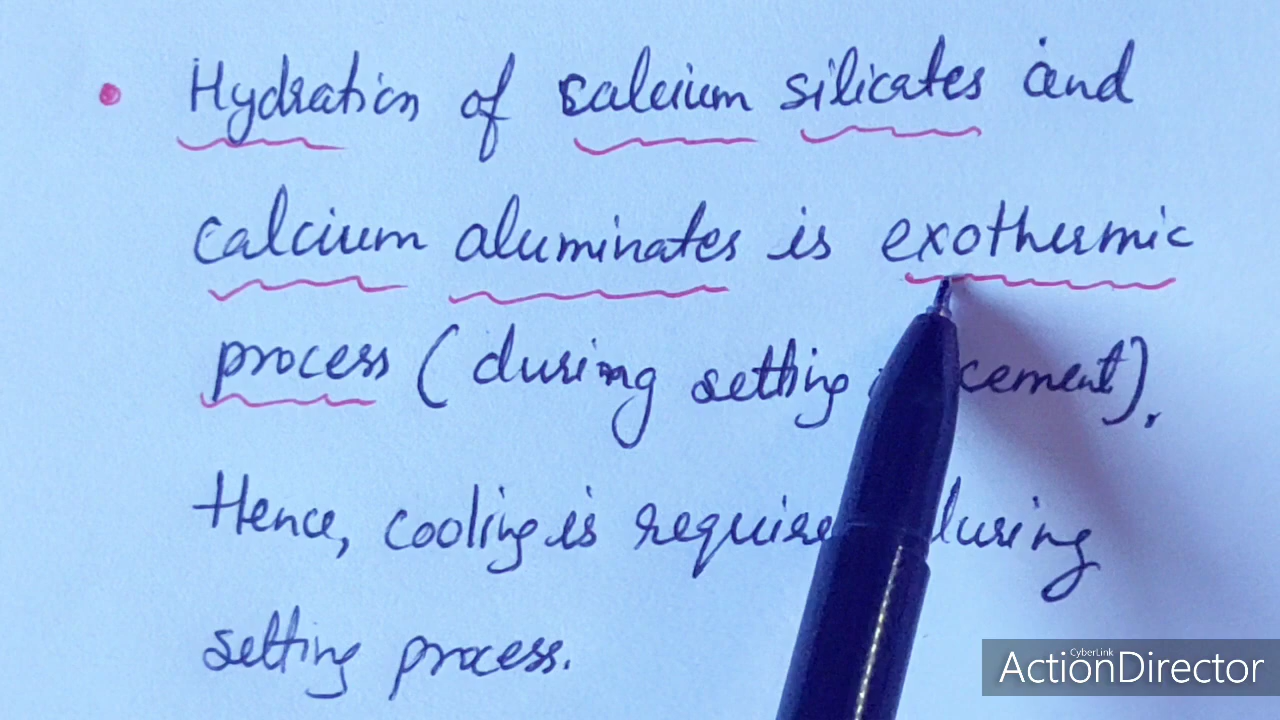 • Hydration of calcium silicates and
calcium aluminates is exothermic
process (during setting cement).
Hence, cooling is require during
setting process.
CyberLink
ActionDirector